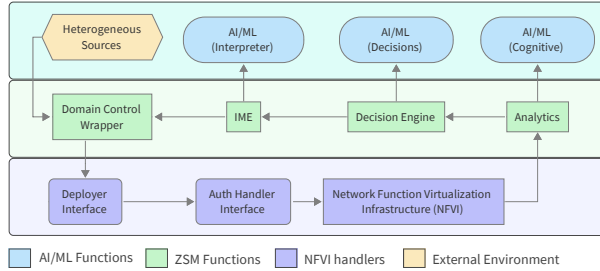 Heterogeneous
Sources
AI/ML
(Interpreter)
AI/ML
(Decisions)
AI/ML
(Cognitive)
Domain Control
Wrapper
IME
Decision Engine
Analytics
Deployer
Interface
Auth Handler
Interface
Network Function Virtualization
Infrastructure (NFVI)
AI/ML Functions
ZSM Functions
NFVI handlers
External Environment